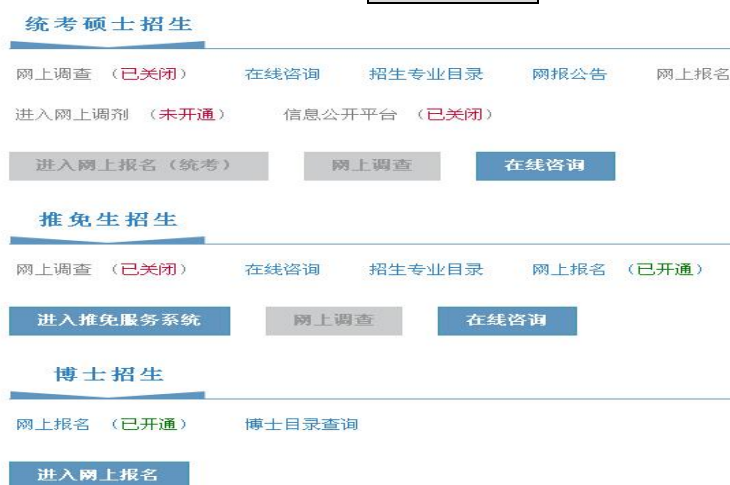 统考硕士招生
网上调查 （已关闭） 在线咨询 招生专业目录 网报公告 网上报名
进入网上调剂 （未开通） 信息公开平台 （已关闭）
进入网上报名（统考） 网上调查 在线咨询
推免生招生
网上调查 （已关闭） 在线咨询 招生专业目录 网上报名 （已开通）
进入推免服务系统 网上调查 在线咨询
博士招生
网上报名 （已开通） 博士目录查询
进入网上报名